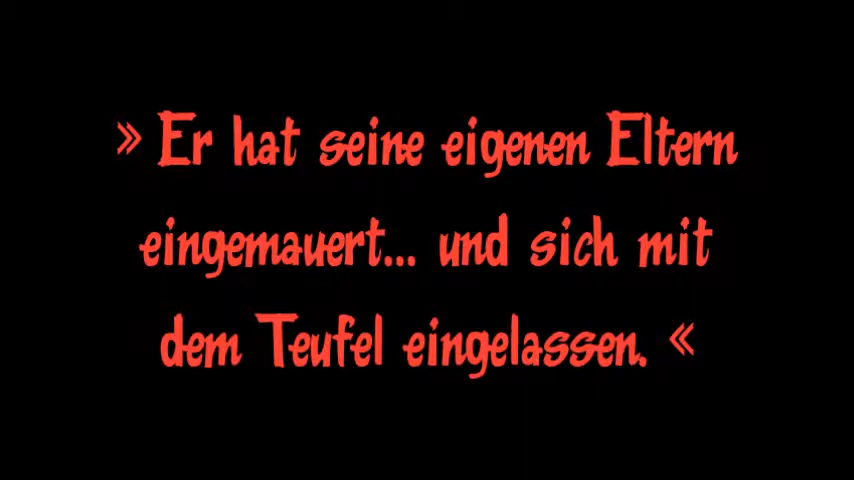 » Er hat seine eigenen Eltern
eingemauert... und sich mit
dem Teufel eingelassen. «